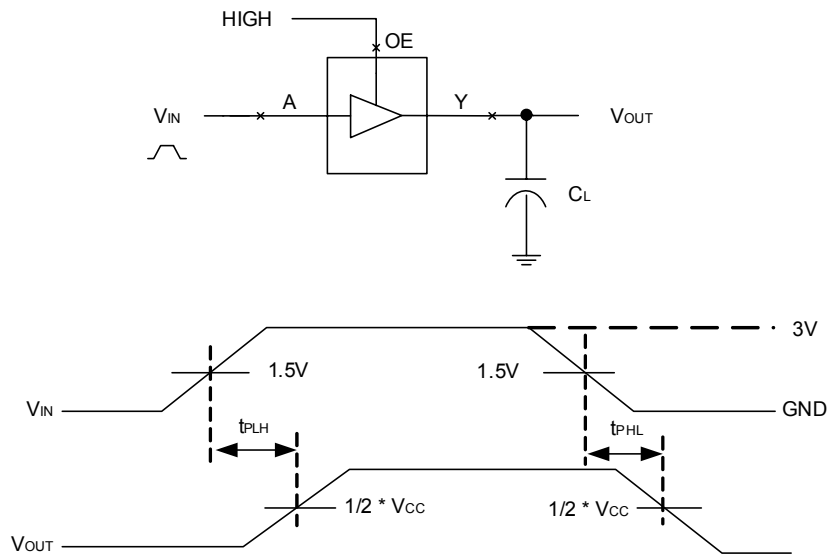 HIGH
OE
VIN
A
Y
VOUT
CL
3V
1.5V
1.5V
VIN
GND
tPLH
tPHL
1/2 * VCC
1/2 * VCC
VOUT